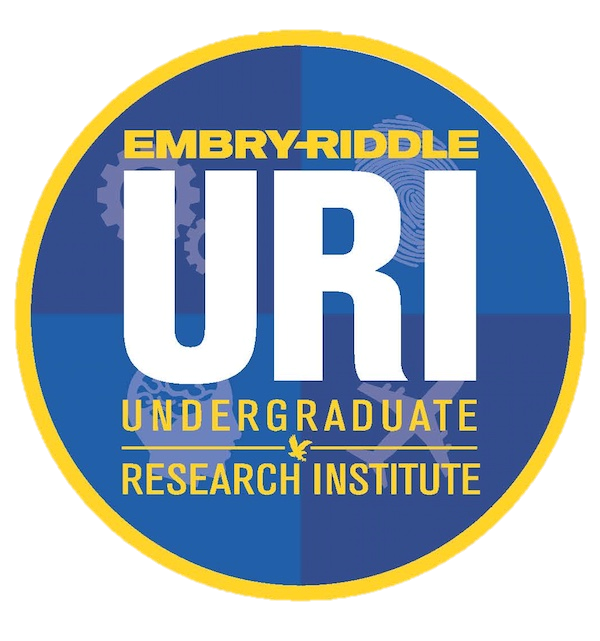 EMBRY-RIDDLE
URI
UNDERGRADUATE
RESEARCH INSTITUTE